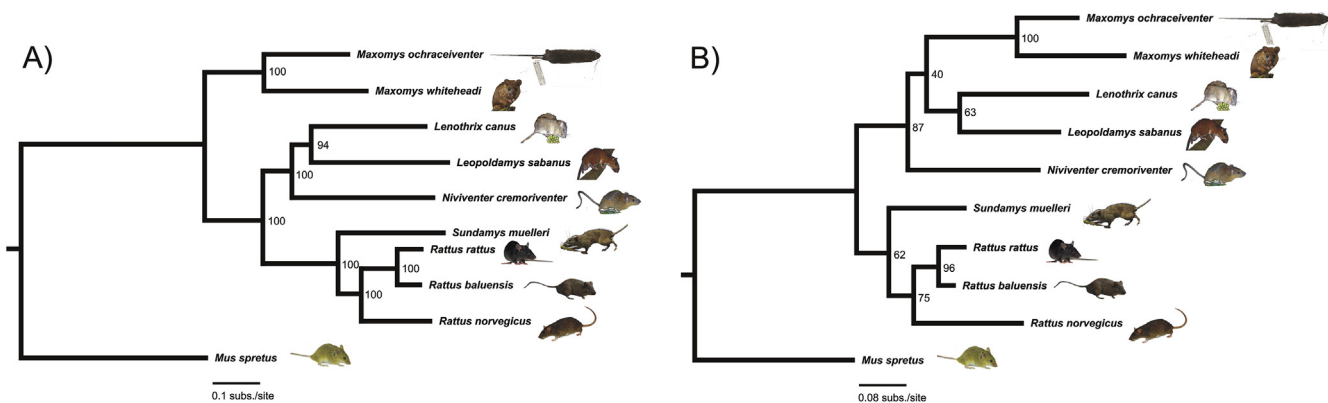 A)
Maxomys ochraceiventer
100
Maxomys whiteheadi
Lenothrix canus
94
Leopoldamys sabanus
100
Niviventer cremoriventer
100
Sundamys muelleri
Rattus rattus
100
100
Rattus baluensis
100
Rattus norvegicus
Mus spretus
0.1 subs./site
B)
Maxomys ochraceiventer
100
Maxomys whiteheadi
40
Lenothrix canus
63
87
Leopoldamys sabanus
Niviventer cremoriventer
Sundamys muelleri
Rattus rattus
62
96
Rattus baluensis
75
Rattus norvegicus
Mus spretus
0.08 subs./site